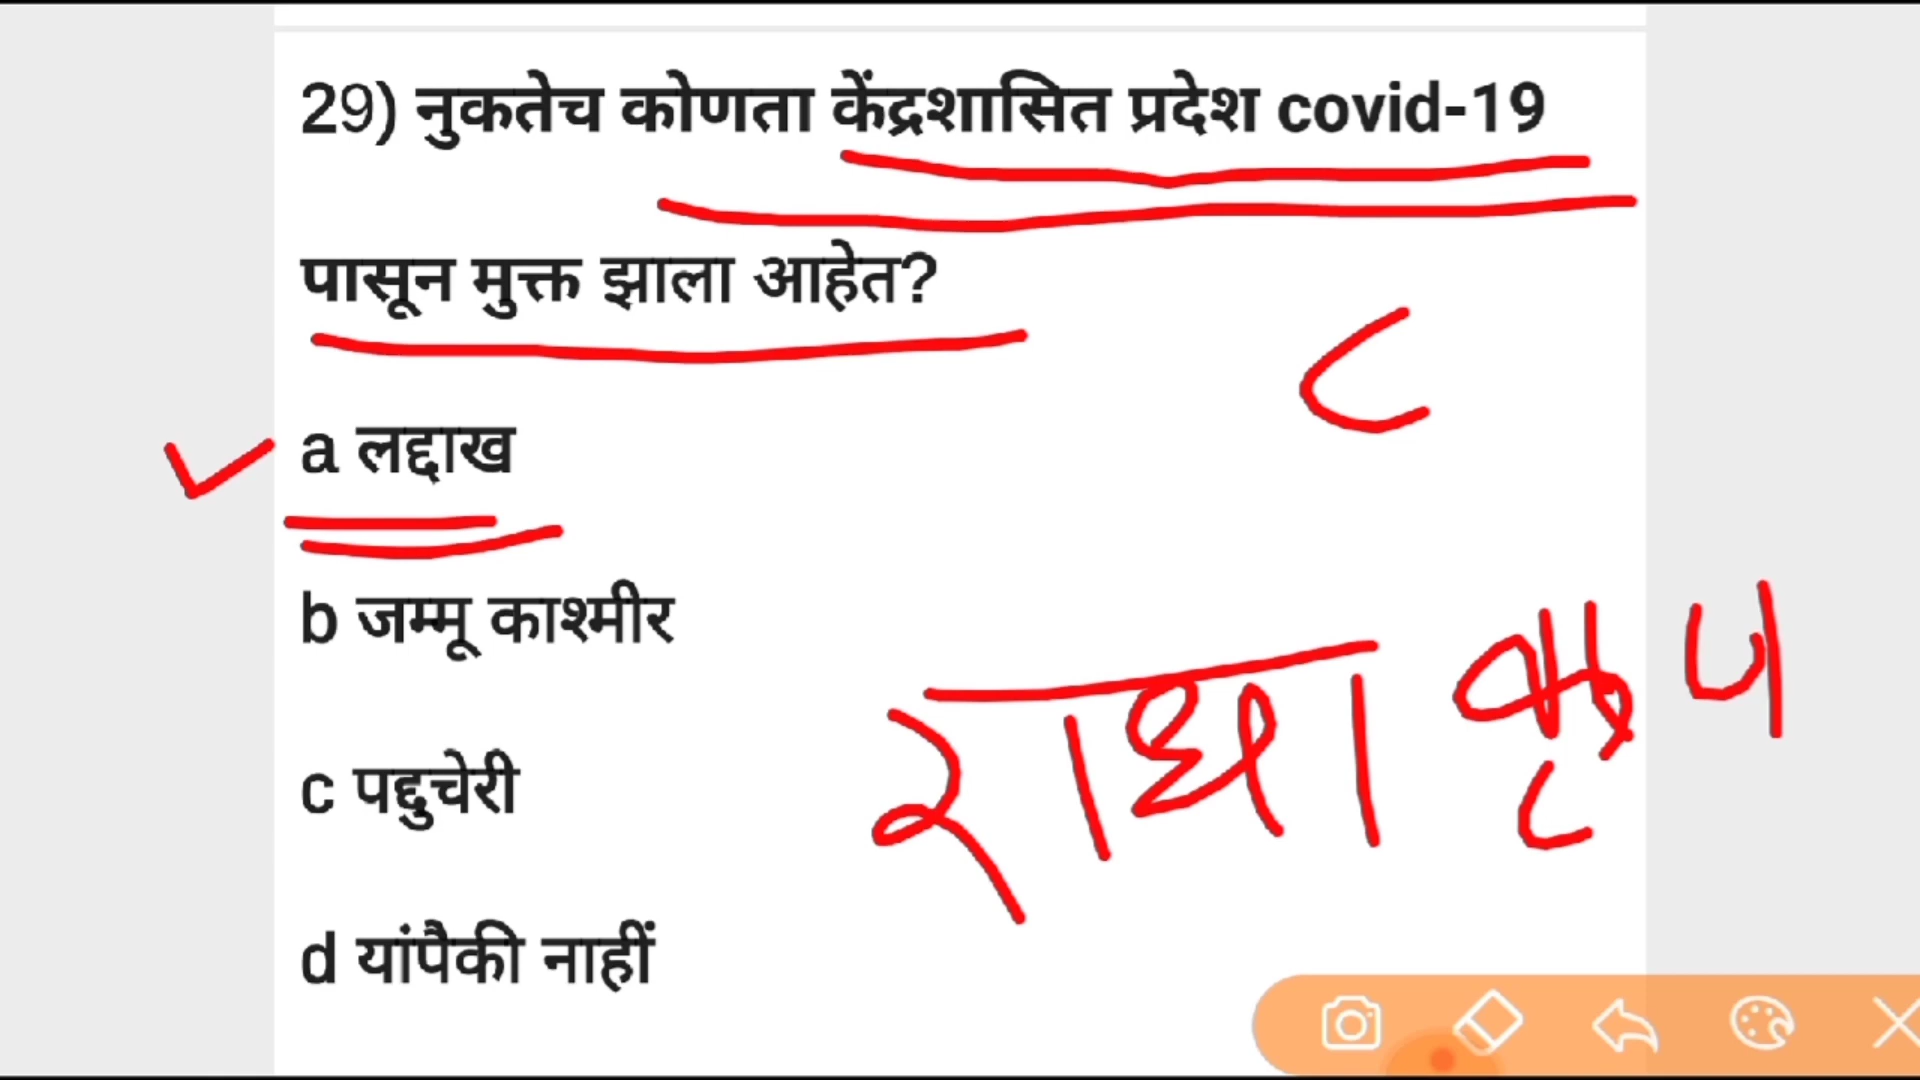 29) नुकतेच कोणता केंद्रशासित प्रदेश covid-19
पासून मुक्त झाला आहेत?
a लद्दाख
b जम्मू काश्मीर
c पद्दुचेरी
d यांपैकी नाहीं
राधा